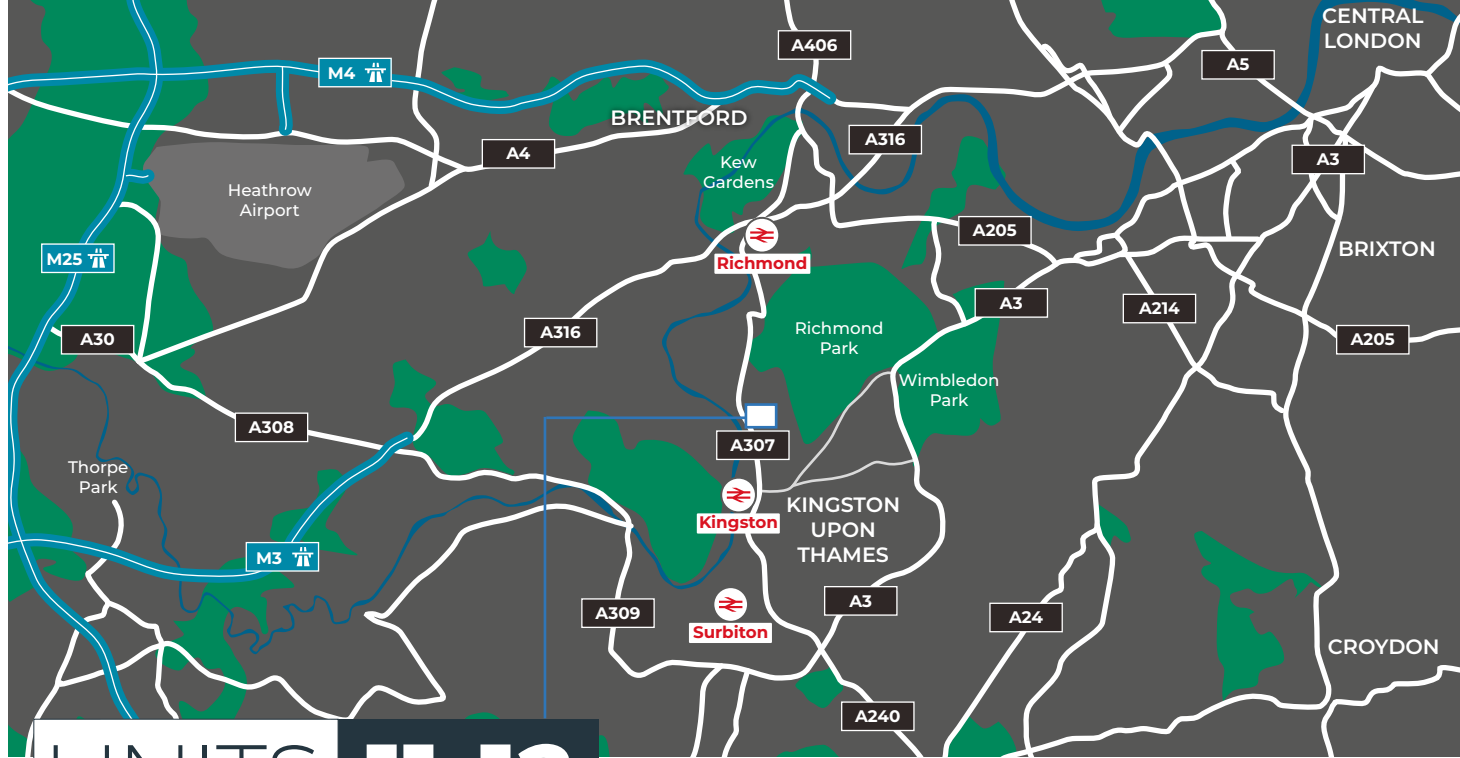 CENTRAL
LONDON
A406
A5
M4
BRENTFORD
A316
A4
A3
Kew
Gardens
Heathrow
Airport
A205
BRIXTON
M25
Richmond
A3
A214
A316
Richmond
Park
A30
A205
Wimbledon
Park
A308
A307
Thorpe
Park
KINGSTON
UPON
THAMES
Kingston
M3
A3
A309
A24
Surbiton
CROYDON
A240
UNITS